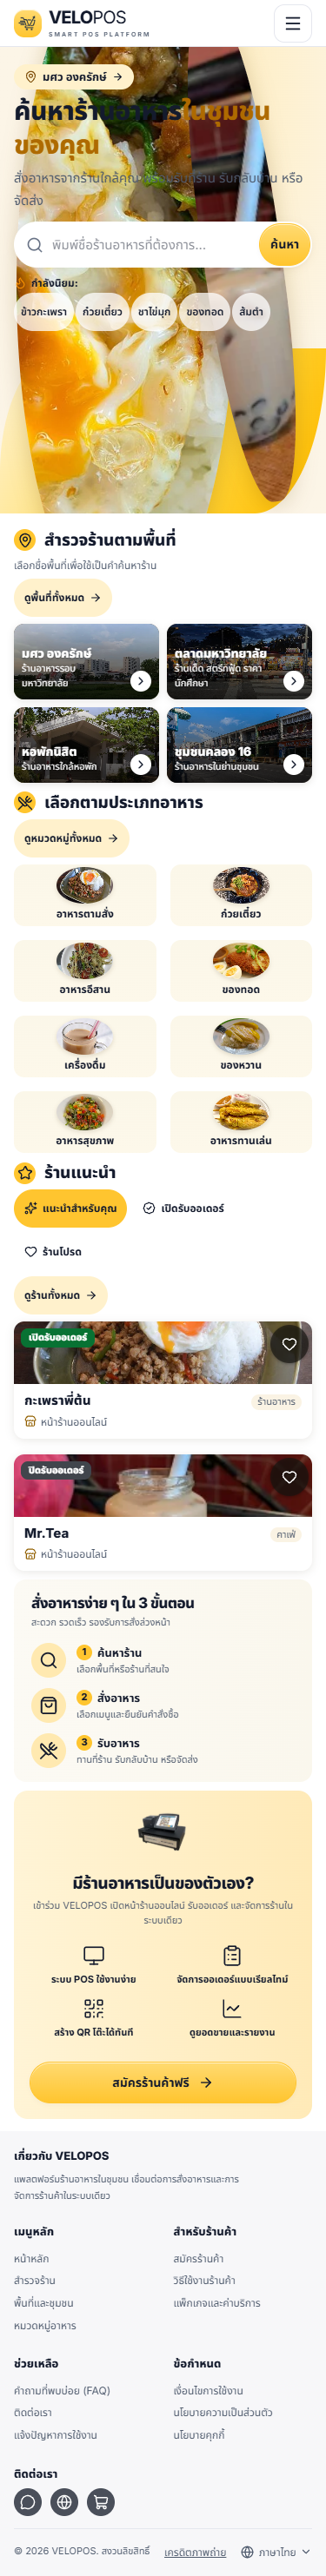 VELOPOS
SMART POS PLATFORM
มศว องครักษ์
ค้นหาร้านอาหารในชุมชน
ของคุณ
สั่งอาหารจากร้านใกล้คุณ
รับกลับบ้าน หรือ
จัดส่ง
พิมพ์ชื่อร้านอาหารที่ต้องการ...
ค้นหา
กำลังนิยม:
ข้าวกะเพรา
ก๋วยเตี๋ยว
ชาไข่มุก
ของทอด
ส้มตำ
สำรวจร้านตามพื้นที่
เลือกชื่อพื้นที่เพื่อใช้เป็นคำค้นหาร้าน
ดูพื้นที่ทั้งหมด
มศว องครักษ์
ร้านอาหารรอบ
มหาวิทยาลัย
ตลาดมหาวิทยาลัย
ร้านเด็ด สตรีทฟู้ด ราคา
นักศึกษา
หอพักนิสิต
ร้านอาหารใกล้หอพัก
ชุมชนคลอง 16
ร้านอาหารในย่านชุมชน
เลือกตามประเภทอาหาร
ดูหมวดหมู่ทั้งหมด
อาหารตามสั่ง
ก๋วยเตี๋ยว
อาหารอีสาน
ของทอด
เครื่องดื่ม
ของหวาน
อาหารสุขภาพ
อาหารทานเล่น
ร้านแนะนำ
แนะนำสำหรับคุณ
เปิดรับออเดอร์
ร้านโปรด
ดูร้านทั้งหมด
เปิดรับออเดอร์
กะเพราพี่ต้น
ร้านอาหาร
หน้าร้านออนไลน์
ปิดรับออเดอร์
Mr.Tea
คาเฟ่
หน้าร้านออนไลน์
สั่งอาหารง่าย ๆ ใน 3 ขั้นตอน
สะดวก รวดเร็ว รองรับการสั่งล่วงหน้า
1 ค้นหาร้าน
เลือกพื้นที่หรือร้านที่สนใจ
2 สั่งอาหาร
เลือกเมนูและยืนยันคำสั่งซื้อ
3 รับอาหาร
ทานที่ร้าน รับกลับบ้าน หรือจัดส่ง
มีร้านอาหารเป็นของตัวเอง?
เข้าร่วม VELOPOS เปิดหน้าร้านออนไลน์ รับออเดอร์ และจัดการร้านใน
ระบบเดียว
ระบบ POS ใช้งานง่าย
จัดการออเดอร์แบบเรียลไทม์
สร้าง QR โต๊ะได้ทันที
ดูยอดขายและรายงาน
สมัครร้านค้าฟรี
เกี่ยวกับ VELOPOS
แพลตฟอร์มร้านอาหารในชุมชน เชื่อมต่อการสั่งอาหารและการ
จัดการร้านค้าในระบบเดียว
เมนูหลัก
หน้าหลัก
สำรวจร้าน
พื้นที่และชุมชน
หมวดหมู่อาหาร
สำหรับร้านค้า
สมัครร้านค้า
วิธีใช้งานร้านค้า
แพ็กเกจและค่าบริการ
ช่วยเหลือ
คำถามที่พบบ่อย (FAQ)
ติดต่อเรา
แจ้งปัญหาการใช้งาน
ข้อกำหนด
เงื่อนไขการใช้งาน
นโยบายความเป็นส่วนตัว
นโยบายคุกกี้
ติดต่อเรา
© 2026 VELOPOS. สงวนลิขสิทธิ์
เครดิตภาพถ่าย
ภาษาไทย